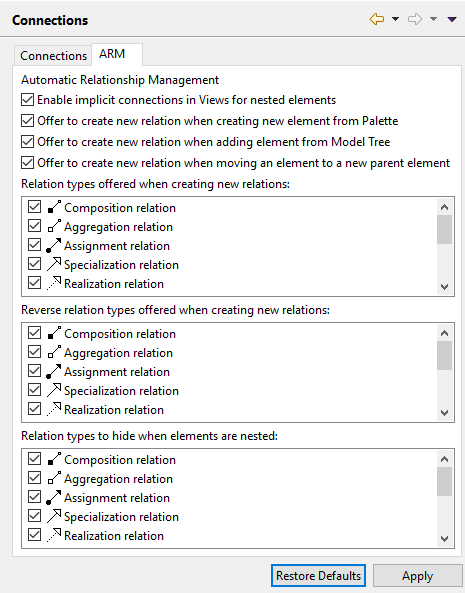 Connections
Connections ARM
Automatic Relationship Management
Enable implicit connections in Views for nested elements
Offer to create new relation when creating new element from Palette
Offer to create new relation when adding element from Model Tree
Offer to create new relation when moving an element to a new parent element
Relation types offered when creating new relations:
Composition relation
Aggregation relation
Assignment relation
Specialization relation
Realization relation
Reverse relation types offered when creating new relations:
Composition relation
Aggregation relation
Assignment relation
Specialization relation
Realization relation
Relation types to hide when elements are nested:
Composition relation
Aggregation relation
Assignment relation
Specialization relation
Realization relation
Restore Defaults Apply